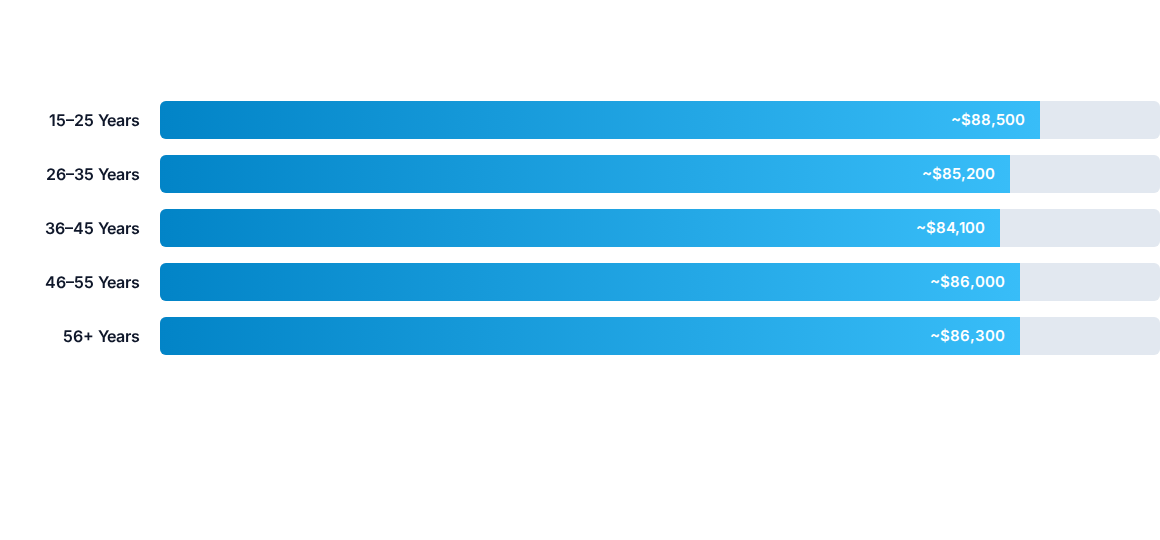 15–25 Years ~$88,500
26–35 Years ~$85,200
36–45 Years ~$84,100
46–55 Years ~$86,000
56+ Years ~$86,300